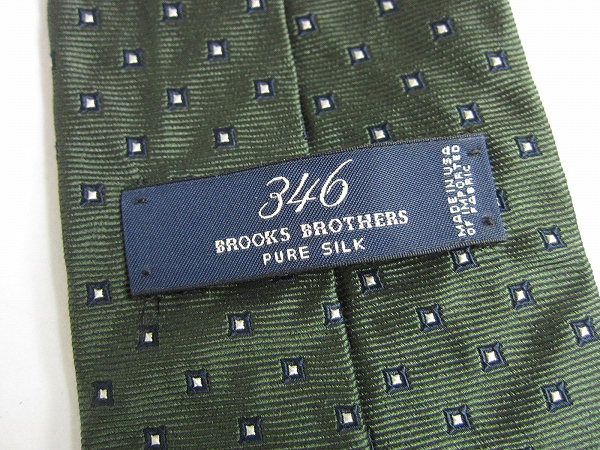 346
BROOKS BROTHERS
PURE SILK
MADE IN USA
OF IMPORTED
FABRIC